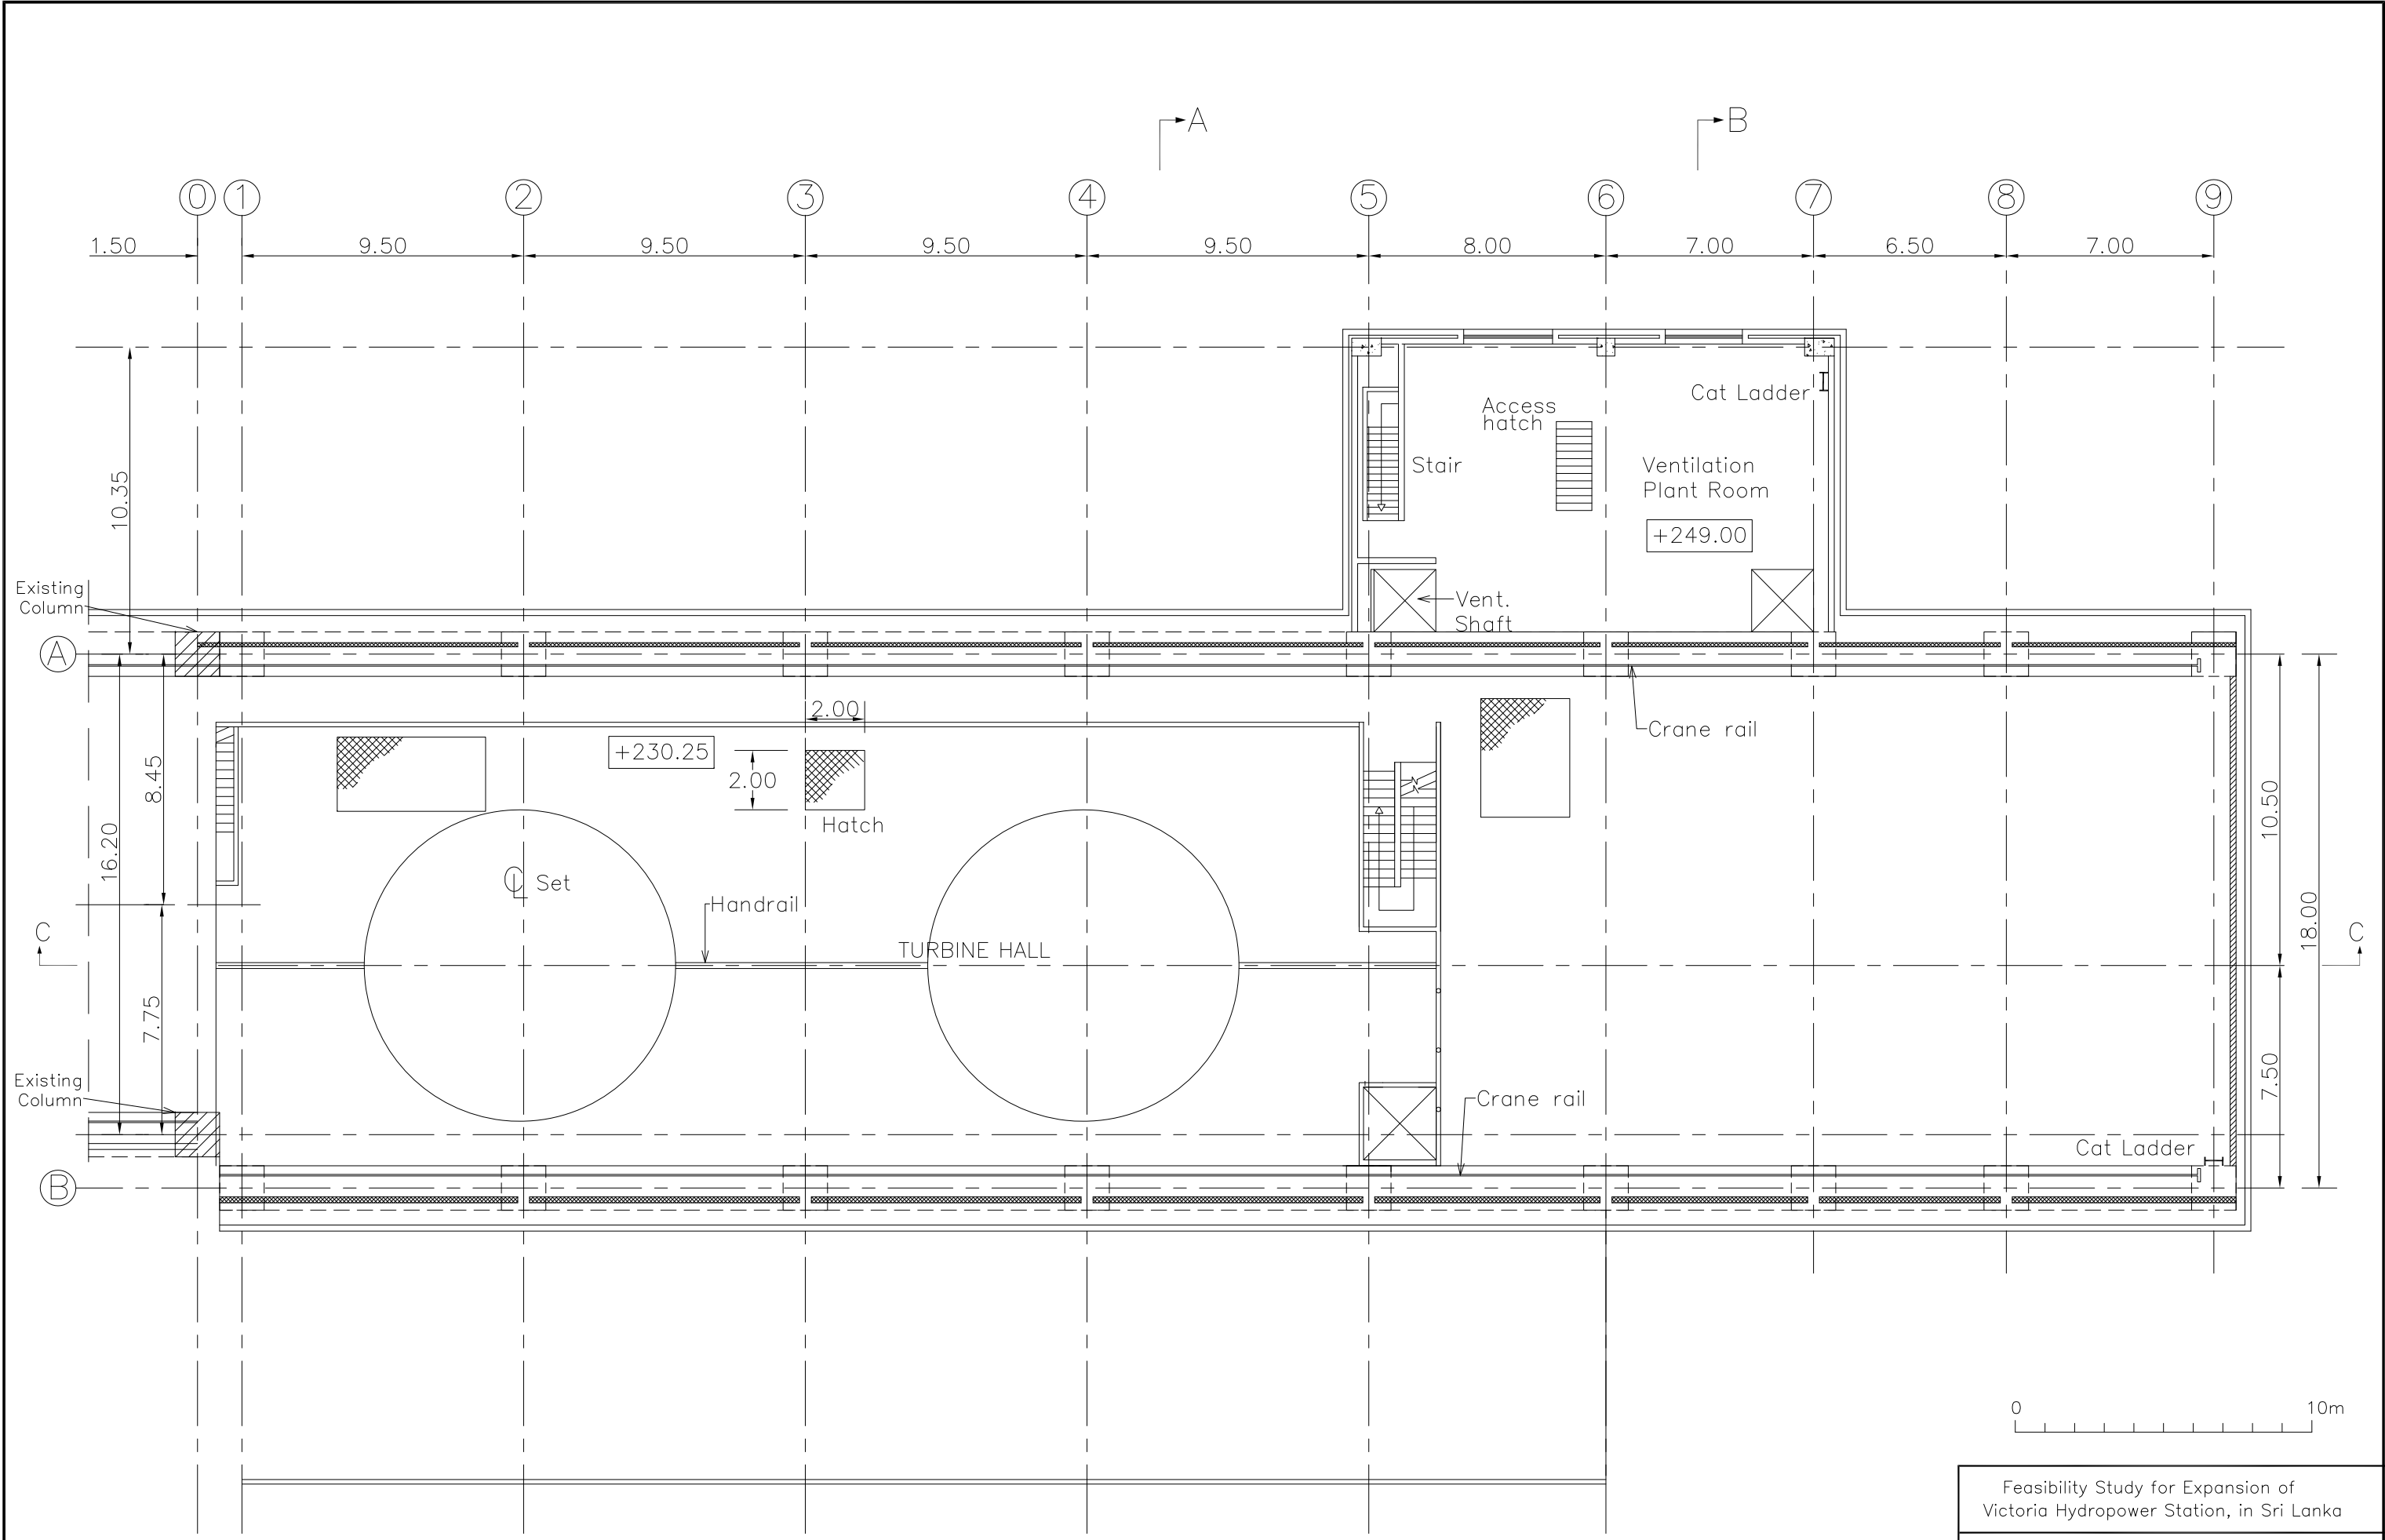 A
B
0
1
2
3
4
5
6
7
8
9
1.50
9.50
9.50
9.50
9.50
8.00
7.00
6.50
7.00
Cat Ladder
Access
hatch
Stair
Ventilation
Plant Room
10.35
+249.00
Existing
Column
Vent.
Shaft
A
2.00
Crane rail
+230.25
8.45
2.00
10.50
Hatch
16.20
℄ Set
Handrail
18.00
C
TURBINE HALL
C
7.75
7.50
Existing
Column
Crane rail
Cat Ladder
B
0
10m
Feasibility Study for Expansion of
Victoria Hydropower Station, in Sri Lanka